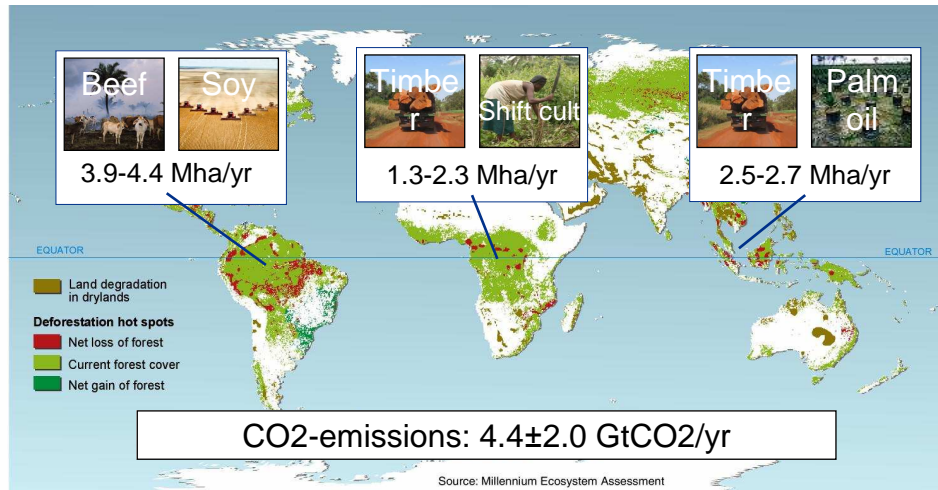 Beef
Soy
3.9-4.4 Mha/yr
Timbe
r
Shift cult
1.3-2.3 Mha/yr
Timbe
r
Palm
oil
2.5-2.7 Mha/yr
EQUATOR
EQUATOR
Land degradation
in drylands
Deforestation hot spots
Net loss of forest
Current forest cover
Net gain of forest
CO2-emissions: 4.4±2.0 GtCO2/yr
Source: Millennium Ecosystem Assessment